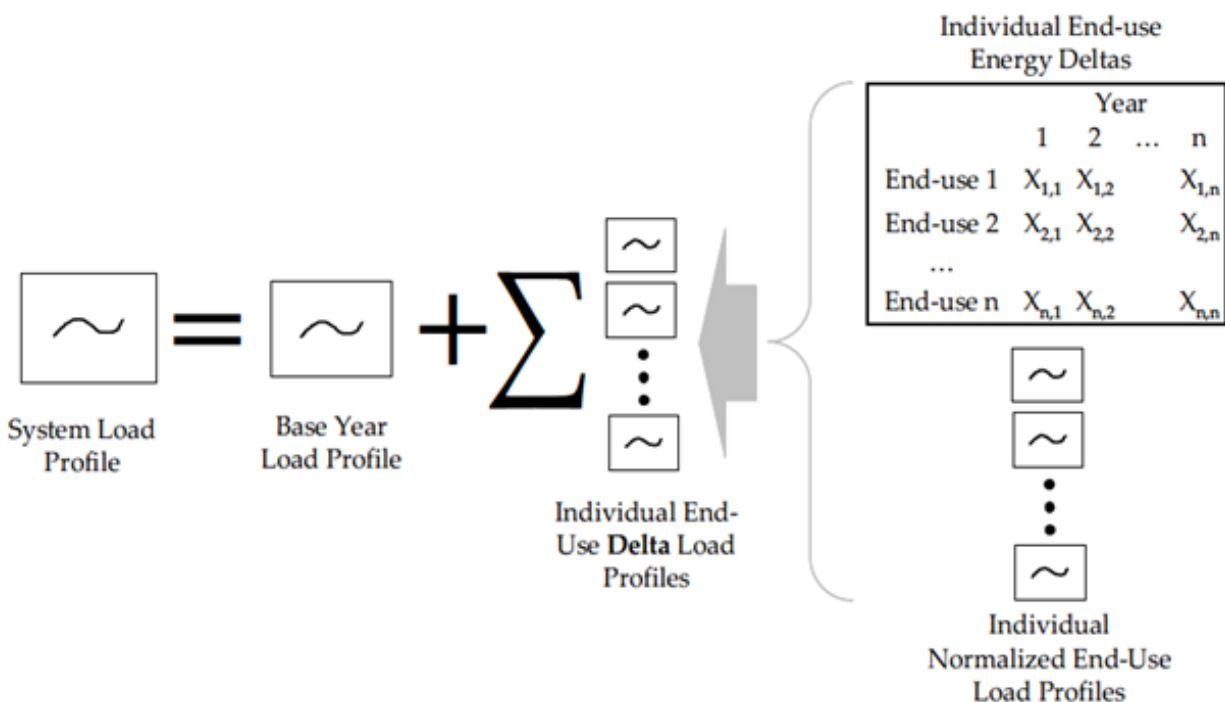 Individual End-use
Energy Deltas
Year
1 2 ... n
End-use 1 X1,1 X1,2 X1,n
End-use 2 X2,1 X2,2 X2,n
...
End-use n Xn,1 Xn,2 Xn,n
= + ∑
System Load
Profile
Base Year
Load Profile
Individual End-
Use Delta Load
Profiles
Individual
Normalized End-Use
Load Profiles